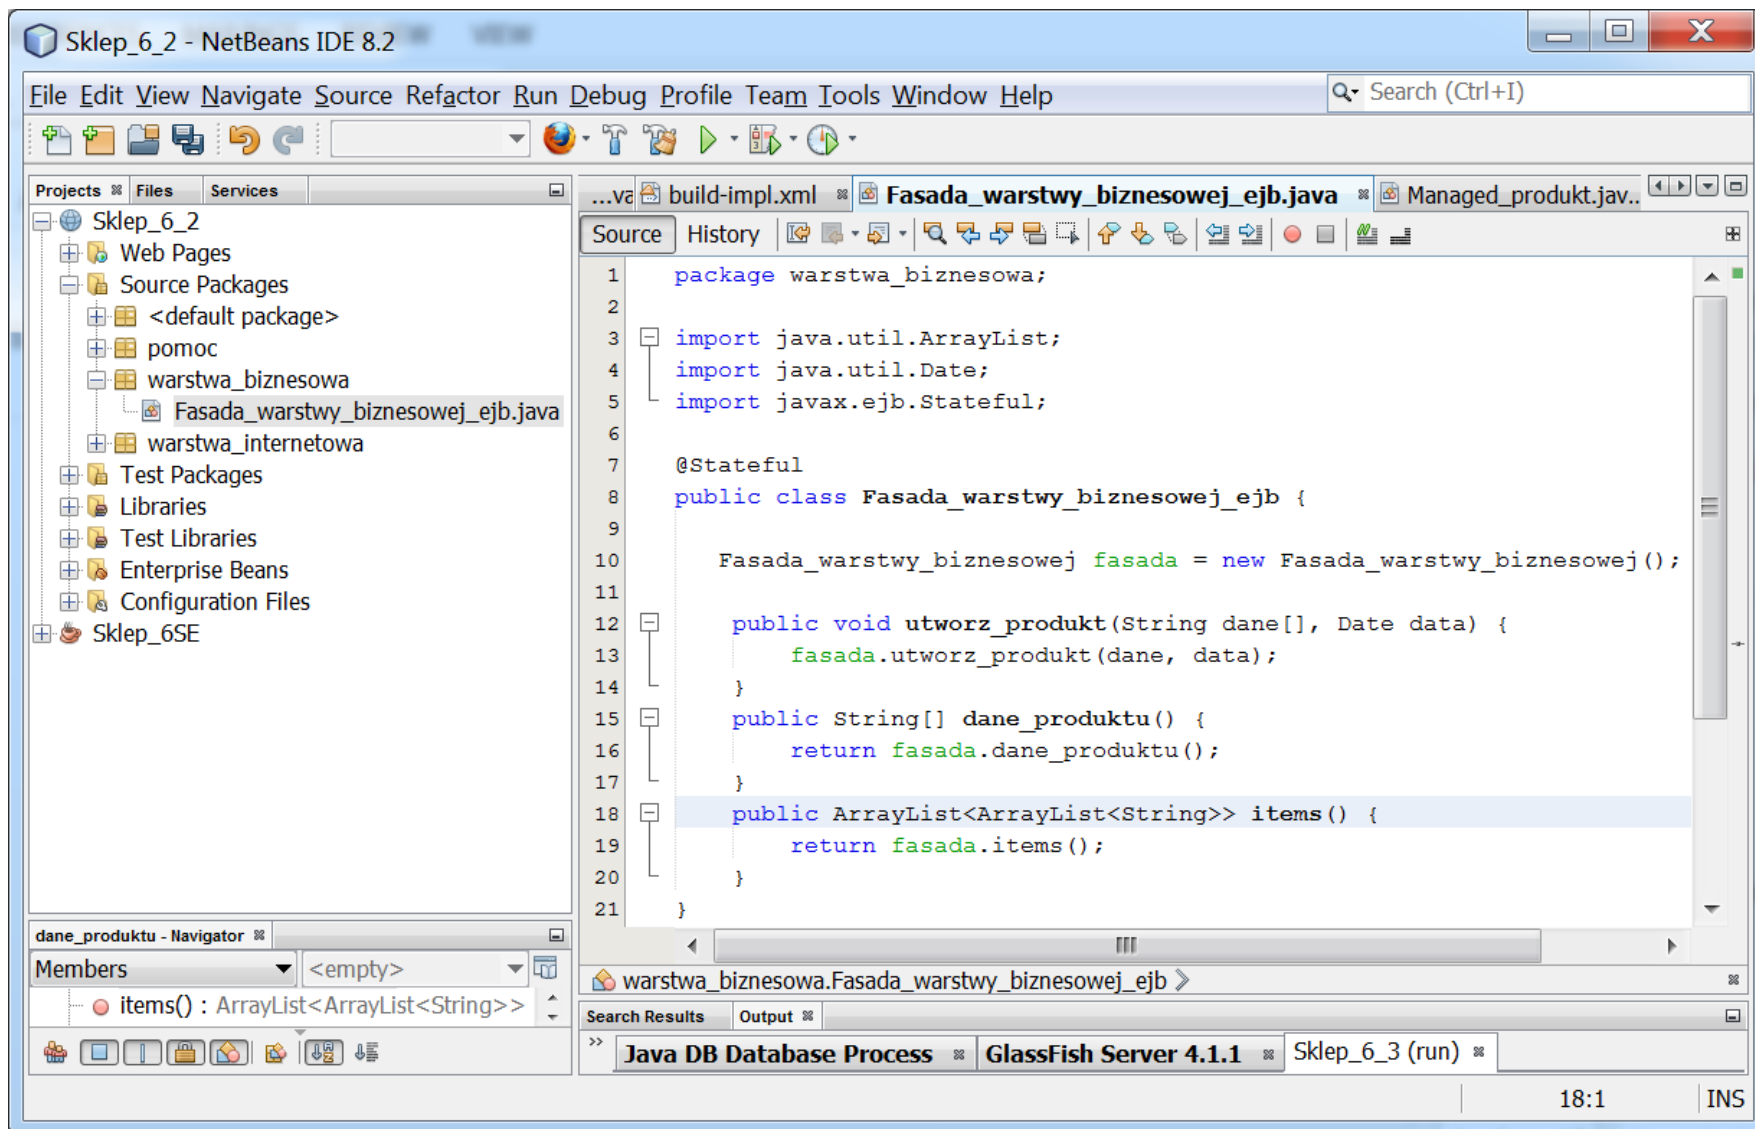 Sklep_6_2 - NetBeans IDE 8.2
File Edit View Navigate Source Refactor Run Debug Profile Team Tools Window Help
Search (Ctrl+I)
Projects Files Services
Sklep_6_2
Web Pages
Source Packages
<default package>
pomoc
warstwa_biznesowa
Fasada_warstwy_biznesowej_ejb.java
warstwa_internetowa
Test Packages
Libraries
Test Libraries
Enterprise Beans
Configuration Files
Sklep_6SE
dane_produktu - Navigator
Members <empty>
items() : ArrayList<ArrayList<String>>
...va build-impl.xml Fasada_warstwy_biznesowej_ejb.java Managed_produkt.jav..
Source History
1 package warstwa_biznesowa;
2
3 import java.util.ArrayList;
4 import java.util.Date;
5 import javax.ejb.Stateful;
6
7 @Stateful
8 public class Fasada_warstwy_biznesowej_ejb {
9
10 Fasada_warstwy_biznesowej fasada = new Fasada_warstwy_biznesowej();
11
12 public void utworz_produkt(String dane[], Date data) {
13 fasada.utworz_produkt(dane, data);
14 }
15 public String[] dane_produktu() {
16 return fasada.dane_produktu();
17 }
18 public ArrayList<ArrayList<String>> items() {
19 return fasada.items();
20 }
21 }
warstwa_biznesowa.Fasada_warstwy_biznesowej_ejb
Search Results Output
Java DB Database Process GlassFish Server 4.1.1 Sklep_6_3 (run)
18:1 INS